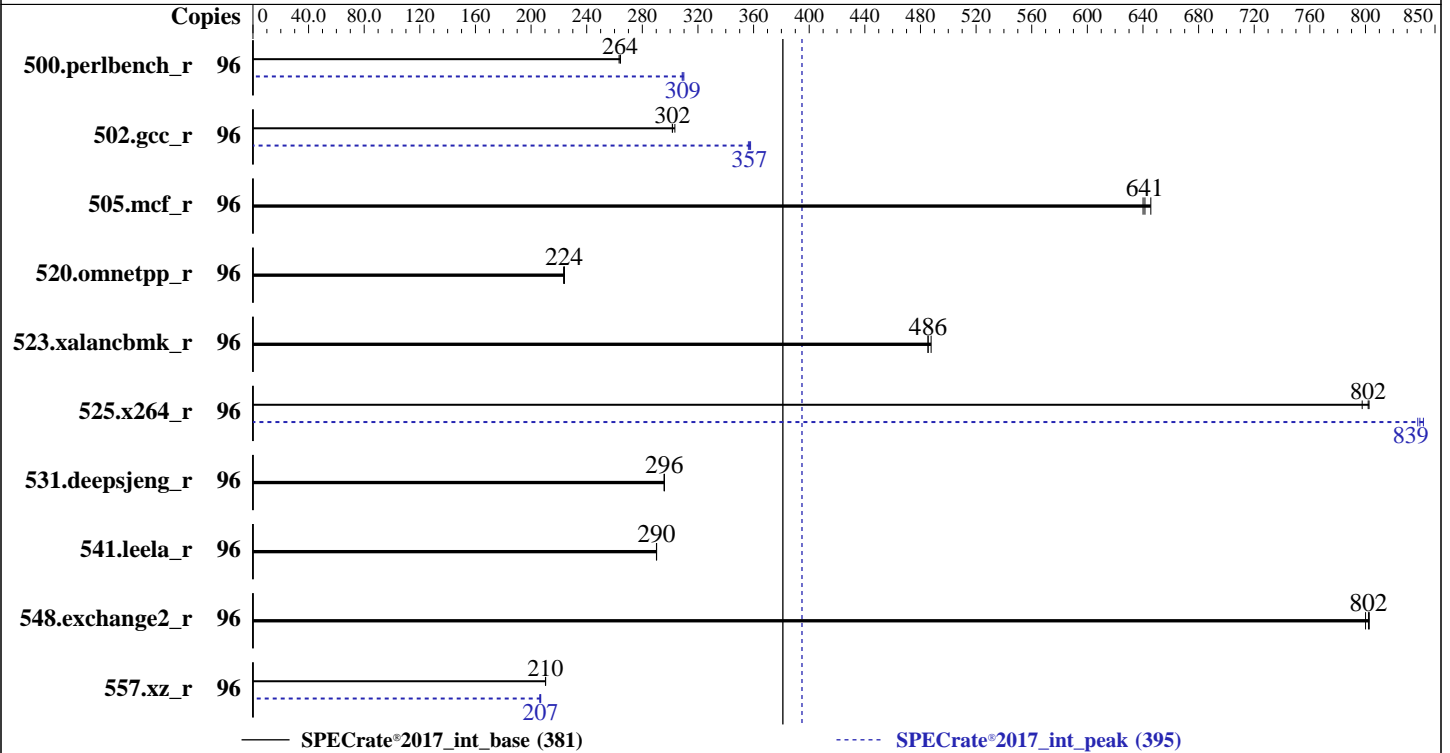 Copies 0 40.0 80.0 120 160 200 240 280 320 360 400 440 480 520 560 600 640 680 720 760 800 850
264
500.perlbench_r 96
309
302
502.gcc_r 96
357
641
505.mcf_r 96
224
520.omnetpp_r 96
486
523.xalancbmk_r 96
802
525.x264_r 96
839
296
531.deepsjeng_r 96
290
541.leela_r 96
802
548.exchange2_r 96
210
557.xz_r 96
207
SPECrate®2017_int_base (381) SPECrate®2017_int_peak (395)